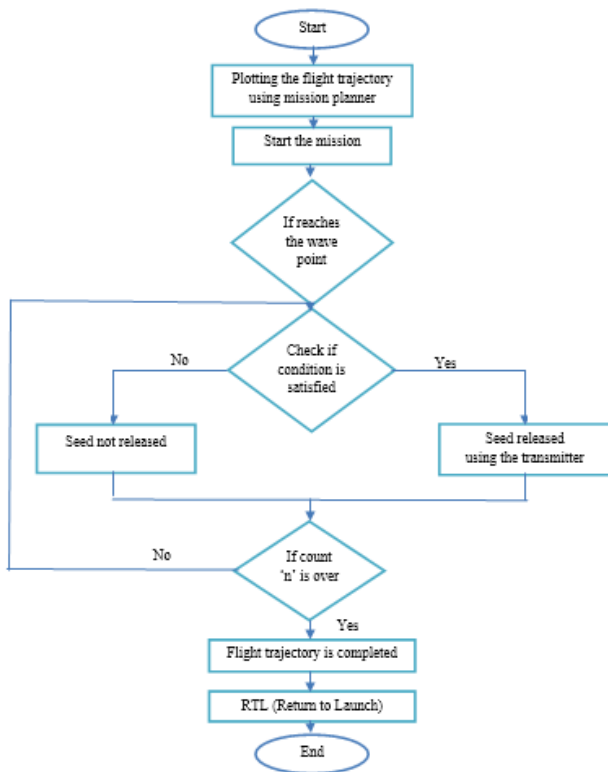 Start
Plotting the flight trajectory
using mission planner
Start the mission
If reaches
the wave
point
Check if
condition is
satisfied
No
Yes
Seed not released
Seed released
using the transmitter
If count
'n' is over
No
Yes
Flight trajectory is completed
RTL (Return to Launch)
End